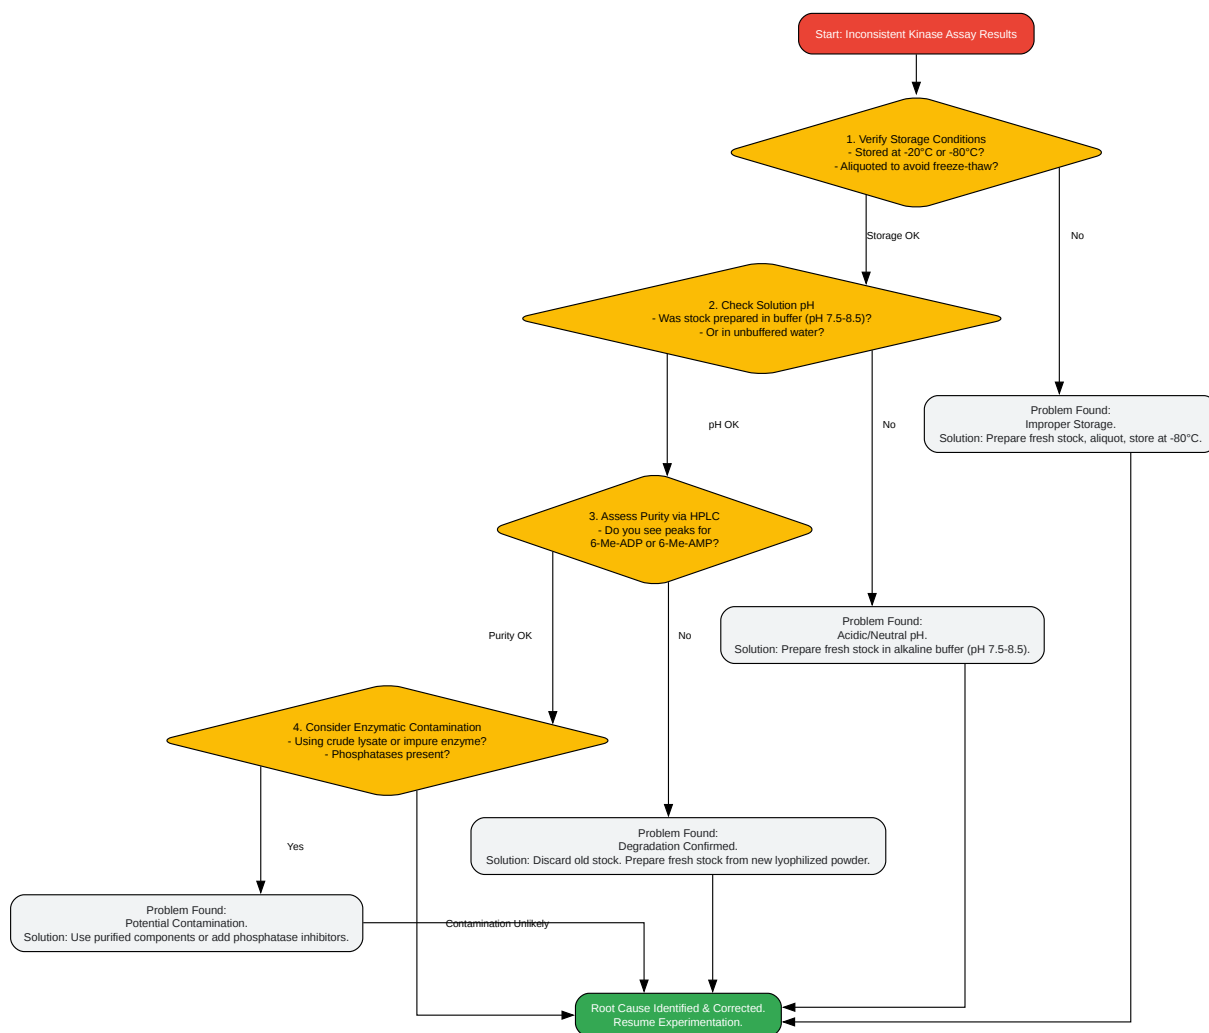 Start: Inconsistent Kinase Assay Results
1. Verify Storage Conditions
- Stored at -20°C or -80°C?
- Aliquoted to avoid freeze-thaw?
Storage OK
No
2. Check Solution pH
- Was stock prepared in buffer (pH 7.5-8.5)?
- Or in unbuffered water?
Problem Found:
Improper Storage.
Solution: Prepare fresh stock, aliquot, store at -80°C.
pH OK
No
3. Assess Purity via HPLC
- Do you see peaks for
6-Me-ADP or 6-Me-AMP?
Problem Found:
Acidic/Neutral pH.
Solution: Prepare fresh stock in alkaline buffer (pH 7.5-8.5).
Purity OK
No
4. Consider Enzymatic Contamination
- Using crude lysate or impure enzyme?
- Phosphatases present?
Problem Found:
Degradation Confirmed.
Solution: Discard old stock. Prepare fresh stock from new lyophilized powder.
Yes
Problem Found:
Potential Contamination.
Solution: Use purified components or add phosphatase inhibitors.
Contamination Unlikely
Root Cause Identified & Corrected.
Resume Experimentation.